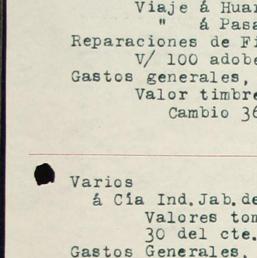 Viaje á Huar
" á Pasa
Reparaciones de Fi
V/ 100 adobe
Gastos generales,
Valor timbre
Cambio 36
Varios
á Cía Ind. Jab. de
Valores tom
30 del cte.
Gastos Generales.